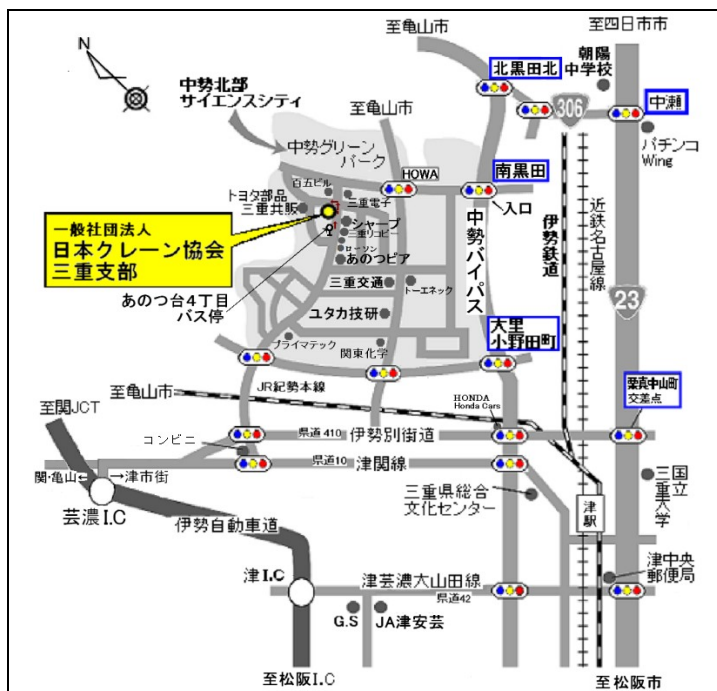 N
至亀山市
至四日市市
朝陽
中学校
北黒田北
306
中瀬
パチンコ
Wing
中勢北部
サイエンスシティ
至亀山市
中勢グリーン
パーク
HOWA
南黒田
入口
百五ビル
トヨタ部品
三重共販
三重電子
シャープ
三重リコピー
ローソン
あのつピア
一般社団法人
日本クレーン協会
三重支部
あのつ台4丁目
バス停
三重交通
トーエネック
ユタカ技研
プライマテック
関東化学
中勢バイパス
伊勢鉄道
近鉄名古屋線
23
大里
小野田町
栗真中山町
交差点
JR紀勢本線
至亀山市
至関JCT
HONDA
Honda Cars
コンビニ
県道410
伊勢別街道
県道10
津関線
関・亀山←
→津市街
芸濃I.C
伊勢自動車道
三重県総合
文化センター
津駅
国立
三重大学
津中央
郵便局
津I.C
津芸濃大山田線
県道42
G.S
JA津安芸
至松阪I.C
至松阪市